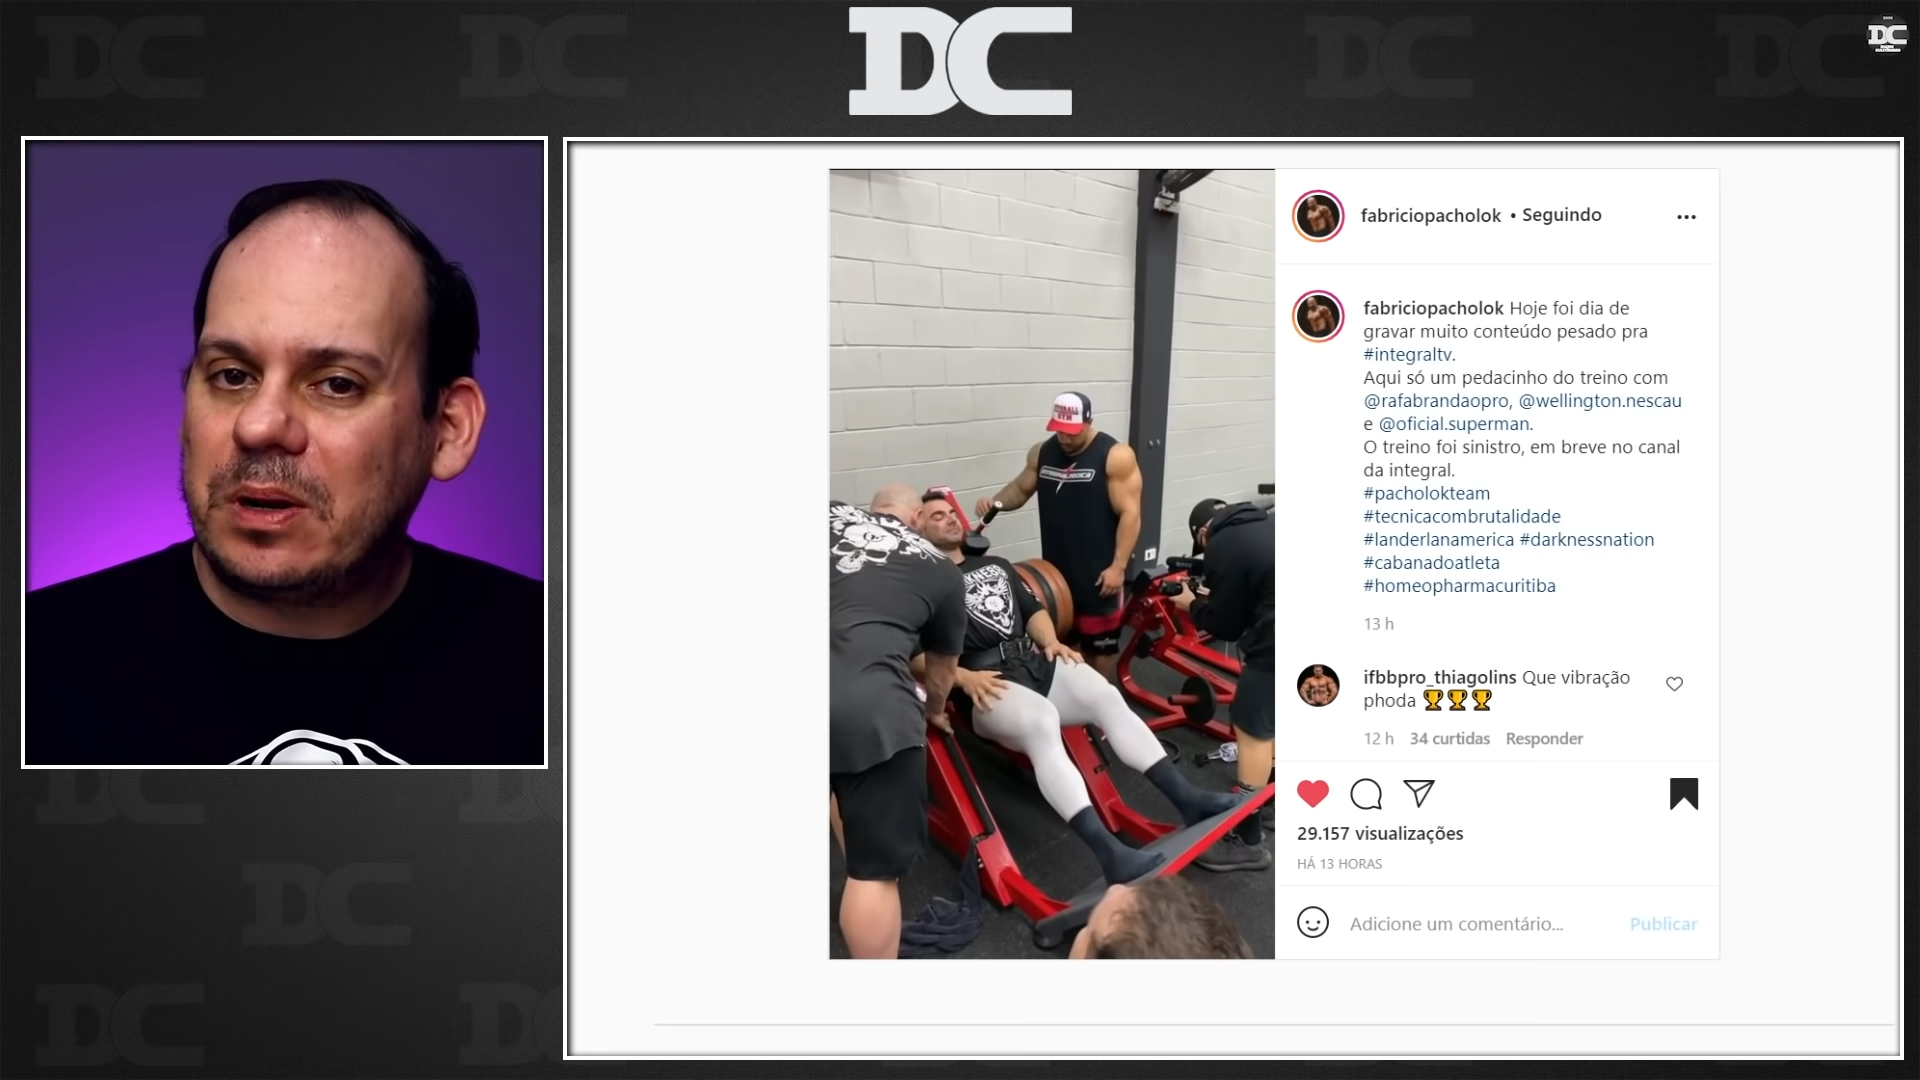 DC
DC
fabriciopacholok • Seguindo
fabriciopacholok Hoje foi dia de
gravar muito conteúdo pesado pra
#integraltv.
Aqui só um pedacinho do treino com
@rafabrandaopro, @wellington.nescau
e @oficial.superman.
O treino foi sinistro, em breve no canal
da integral.
#pacholokteam
#tecnicacombrutalidade
#landerlanamerica #darknessnation
#cabanadoatleta
#homeopharmacuritiba
13 h
ifbbpro_thiagolins Que vibração
phoda 🏆🏆🏆
12 h 34 curtidas Responder
29.157 visualizações
HÁ 13 HORAS
Adicione um comentário... Publicar